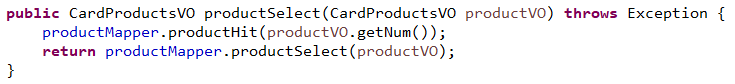 public CardProductsVO productSelect(CardProductsVO productVO) throws Exception {
    productMapper.productHit(productVO.getNum());
    return productMapper.productSelect(productVO);
}